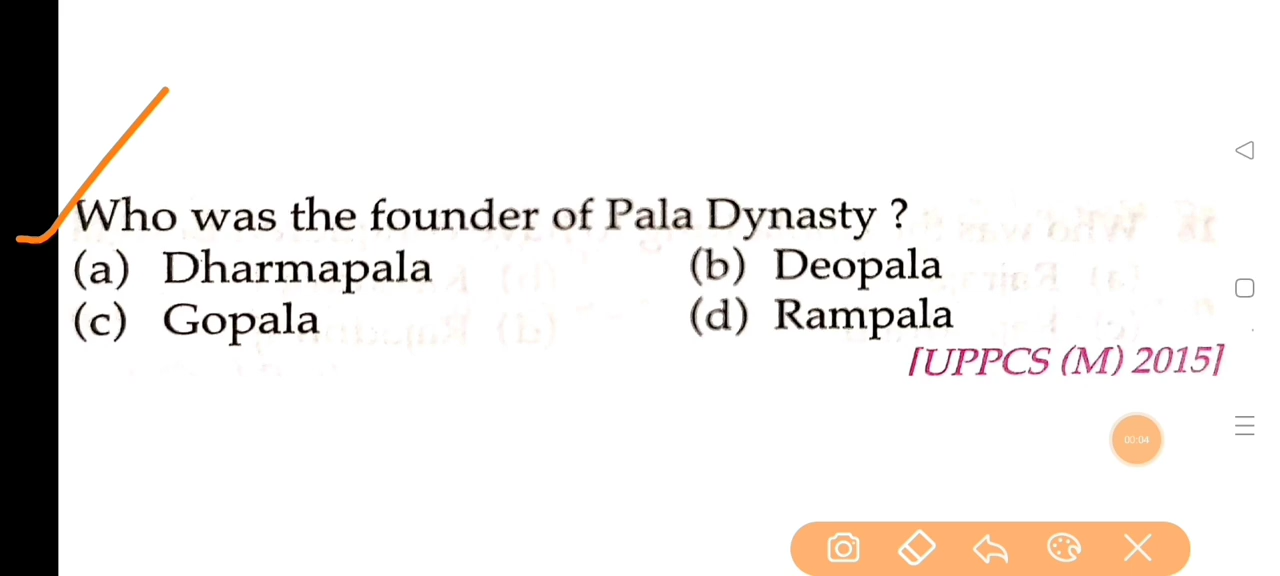 Who was the founder of Pala Dynasty ?
(a) Dharmapala (b) Deopala
(c) Gopala (d) Rampala
[UPPCS (M) 2015]
00:04